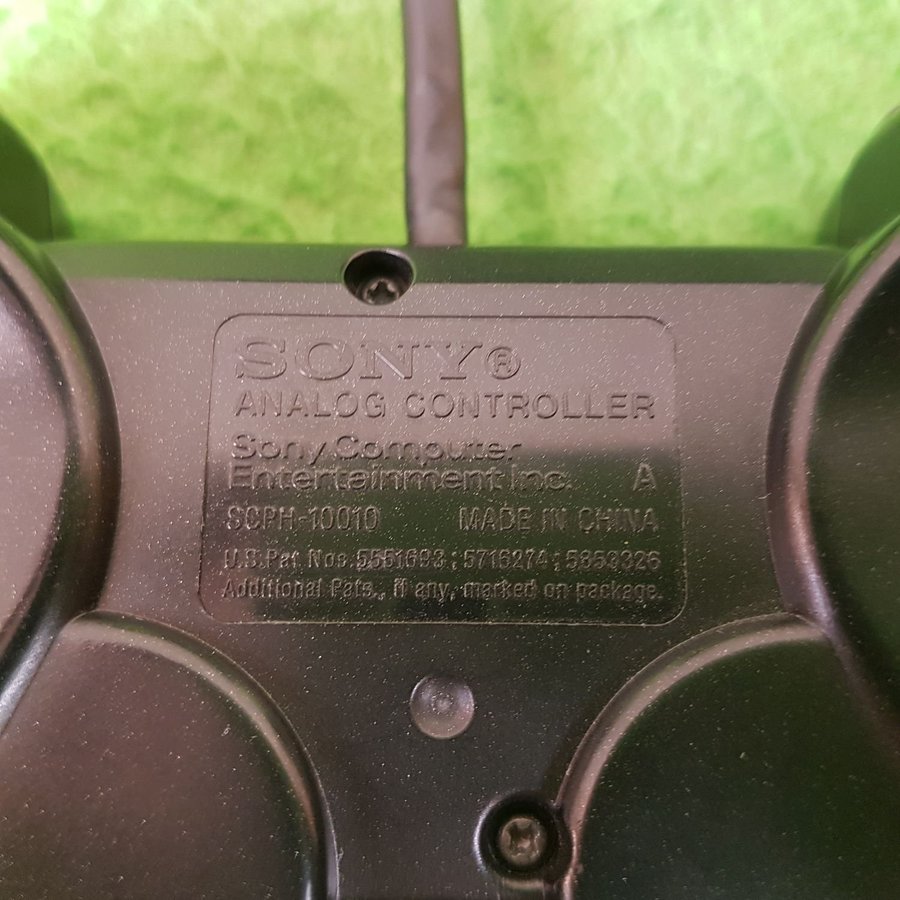 SONY®
ANALOG CONTROLLER
Sony Computer
Entertainment Inc. A
SCPH-10010 MADE IN CHINA
U.S.Pat. Nos. 5551693 ; 5716274 ; 5853326
Additional Pats., if any, marked on package.